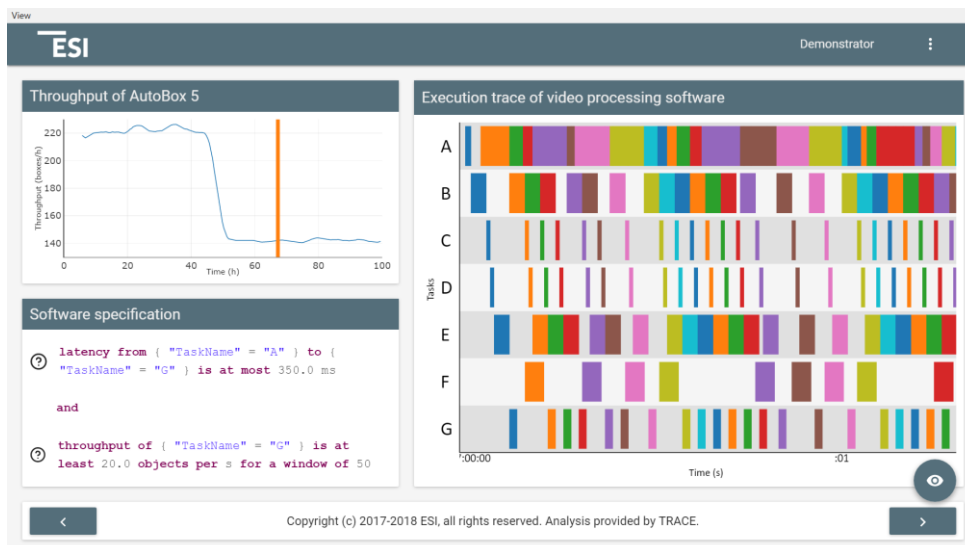 View
ESI
Demonstrator
Throughput of AutoBox 5
220
200
180
160
140
Throughput (boxes/h)
0 20 40 60 80 100
Time (h)
Software specification
latency from { "TaskName" = "A" } to {
"TaskName" = "G" } is at most 350.0 ms
and
throughput of { "TaskName" = "G" } is at
least 20.0 objects per s for a window of 50
Execution trace of video processing software
A
B
C
D
E
F
G
Tasks
':00:00 :01
Time (s)
Copyright (c) 2017-2018 ESI, all rights reserved. Analysis provided by TRACE.